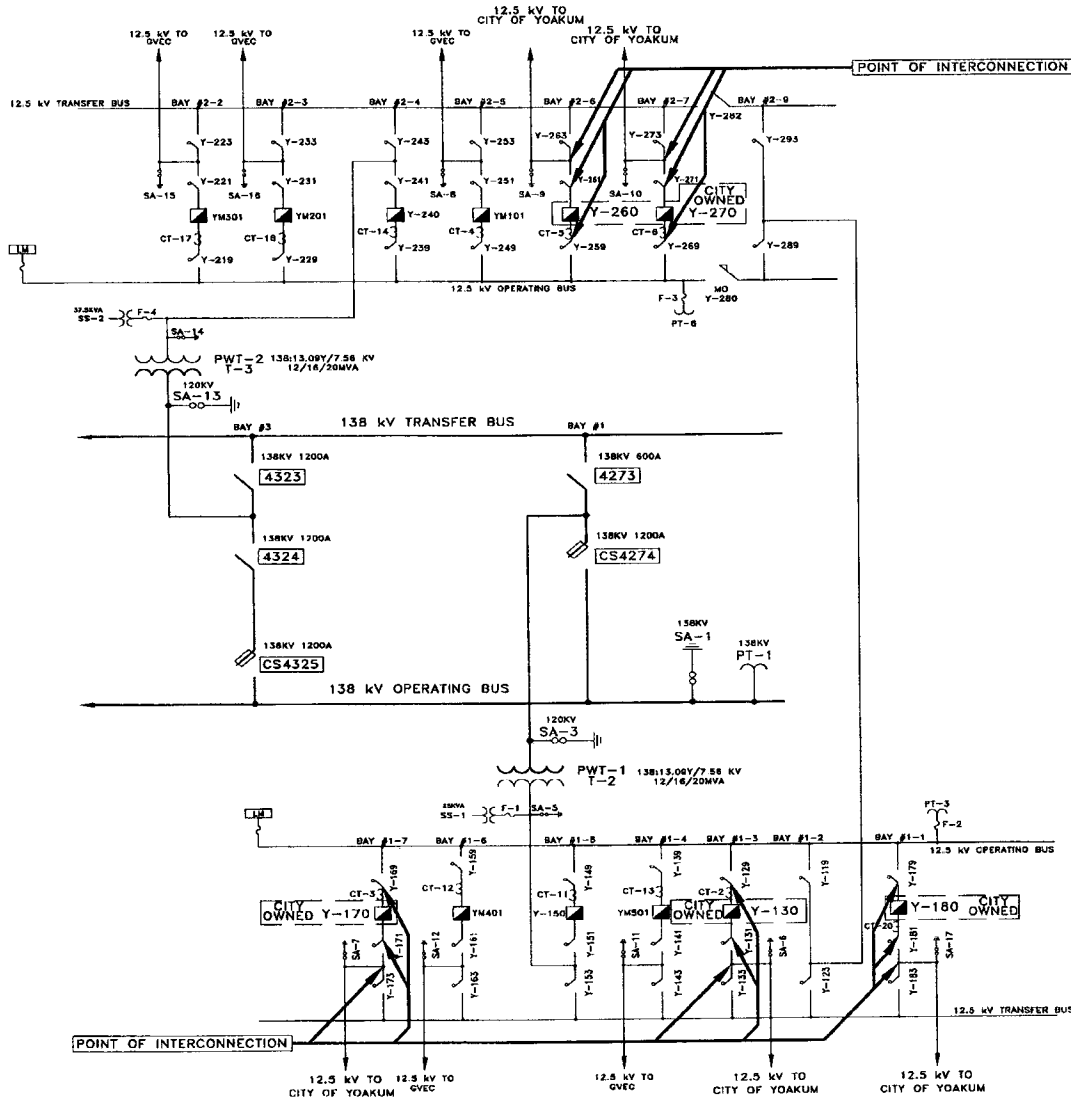 12.5 kV TO
CITY OF YOAKUM
12.5 kV TO
GVEC
12.5 kV TO
GVEC
12.5 kV TO
GVEC
12.5 kV TO
CITY OF YOAKUM
POINT OF INTERCONNECTION
12.5 kV TRANSFER BUS
BAY #2-2
BAY #2-3
BAY #2-4
BAY #2-5
BAY #2-6
BAY #2-7
BAY #2-9
Y-282
Y-223
Y-233
Y-243
Y-253
Y-263
Y-273
Y-293
Y-221
Y-231
Y-241
Y-251
Y-261
Y-271
SA-15
SA-16
SA-8
SA-9
SA-10
CITY
OWNED
YM301
YM201
Y-240
YM101
Y-260
Y-270
CT-17
CT-18
CT-14
CT-4
CT-5
CT-6
LM
Y-219
Y-229
Y-239
Y-249
Y-259
Y-269
Y-289
12.5 kV OPERATING BUS
MO
Y-280
F-3
PT-6
37.5KVA
SS-2
F-4
SA-14
PWT-2
T-3
138:13.09Y/7.56 KV
12/16/20MVA
120KV
SA-13
138 kV TRANSFER BUS
BAY #3
BAY #1
138KV 1200A
4323
138KV 600A
4273
138KV 1200A
4324
138KV 1200A
CS4274
138KV 1200A
CS4325
138KV
SA-1
138KV
PT-1
138 kV OPERATING BUS
120KV
SA-3
PWT-1
T-2
138:13.09Y/7.56 KV
12/16/20MVA
25KVA
SS-1
F-1
SA-5
LM
PT-3
F-2
BAY #1-7
BAY #1-6
BAY #1-5
BAY #1-4
BAY #1-3
BAY #1-2
BAY #1-1
12.5 kV OPERATING BUS
Y-169
Y-159
Y-149
Y-139
Y-129
Y-119
Y-179
CT-3
CT-12
CT-11
CT-13
CT-2
CITY
OWNED
Y-170
YM401
Y-150
YM501
CITY
OWNED
Y-130
Y-180
CITY
OWNED
CT-20
SA-7
Y-171
SA-12
Y-161
Y-151
SA-11
Y-141
Y-131
SA-6
Y-181
SA-17
Y-173
Y-163
Y-153
Y-143
Y-133
Y-123
Y-183
12.5 kV TRANSFER BUS
POINT OF INTERCONNECTION
12.5 kV TO
CITY OF YOAKUM
12.5 kV TO
GVEC
12.5 kV TO
GVEC
12.5 kV TO
CITY OF YOAKUM
12.5 kV TO
CITY OF YOAKUM